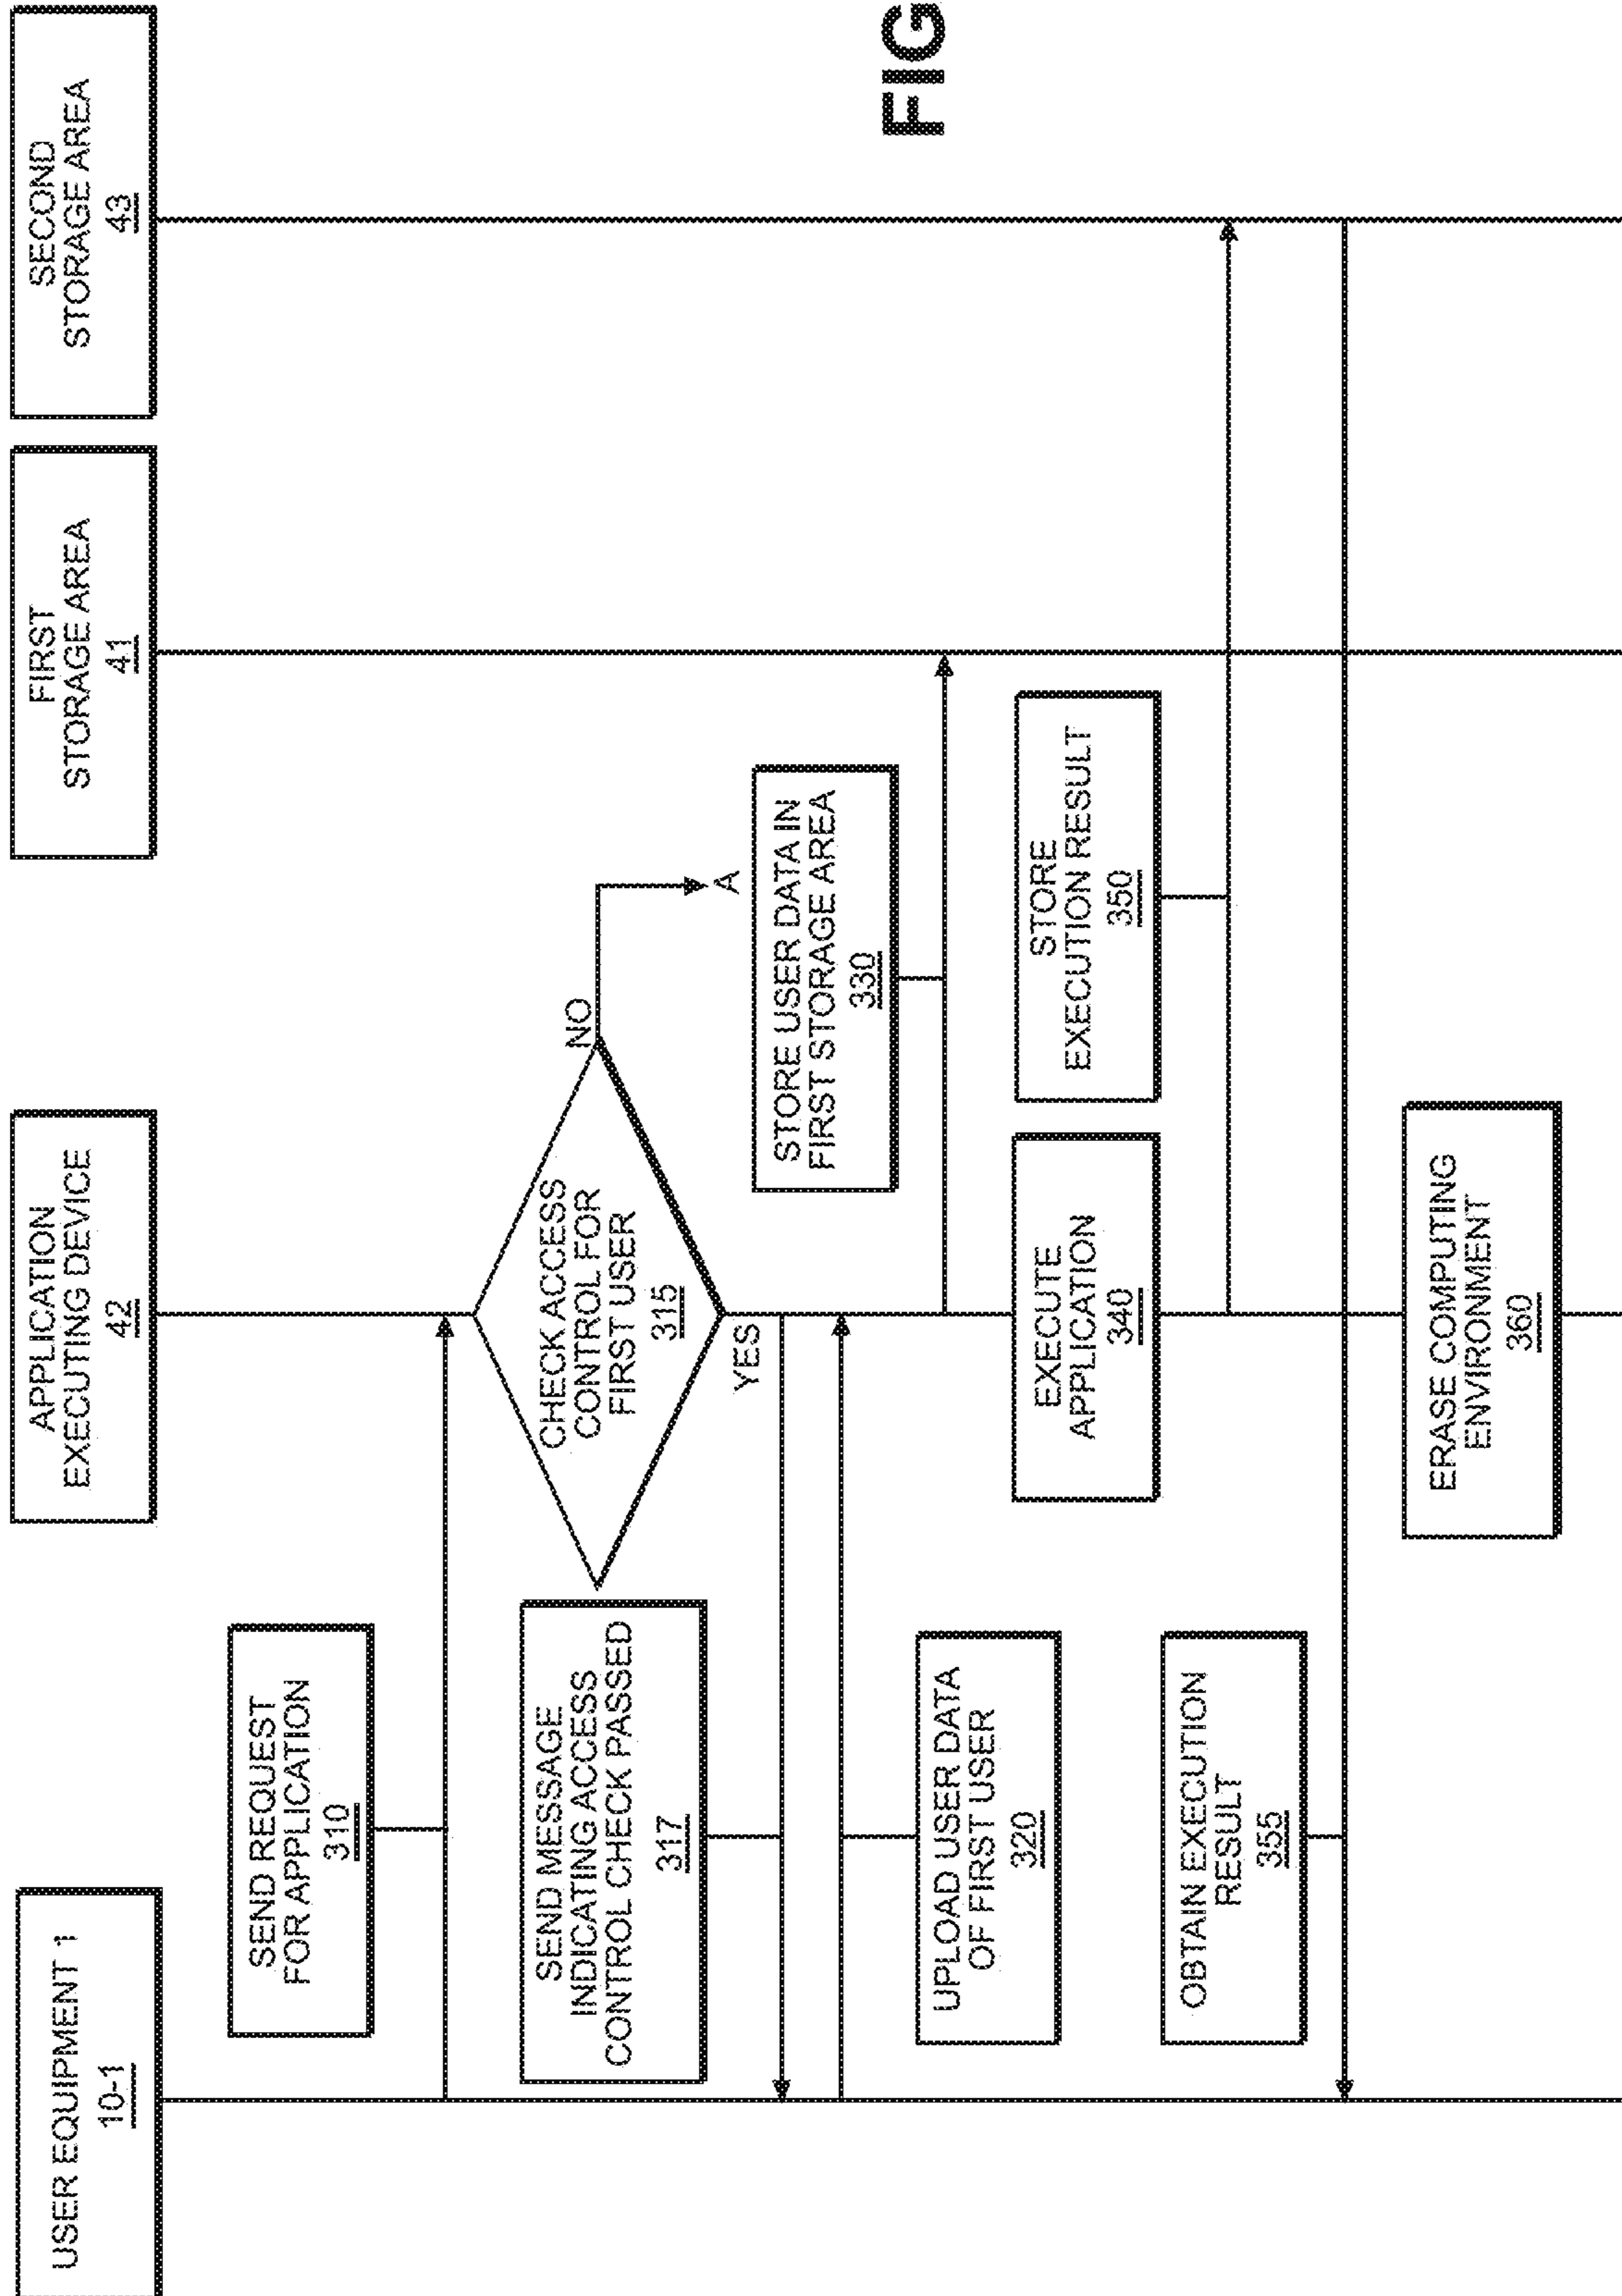 USER EQUIPMENT 1
10-1
APPLICATION
EXECUTING DEVICE
42
FIRST
STORAGE AREA
41
SECOND
STORAGE AREA
43
SEND REQUEST
FOR APPLICATION
310
CHECK ACCESS
CONTROL FOR
FIRST USER
315
NO
A
YES
SEND MESSAGE
INDICATING ACCESS
CONTROL CHECK PASSED
317
UPLOAD USER DATA
OF FIRST USER
320
STORE USER DATA IN
FIRST STORAGE AREA
330
EXECUTE
APPLICATION
340
STORE
EXECUTION RESULT
350
OBTAIN EXECUTION
RESULT
355
ERASE COMPUTING
ENVIRONMENT
360
FIG